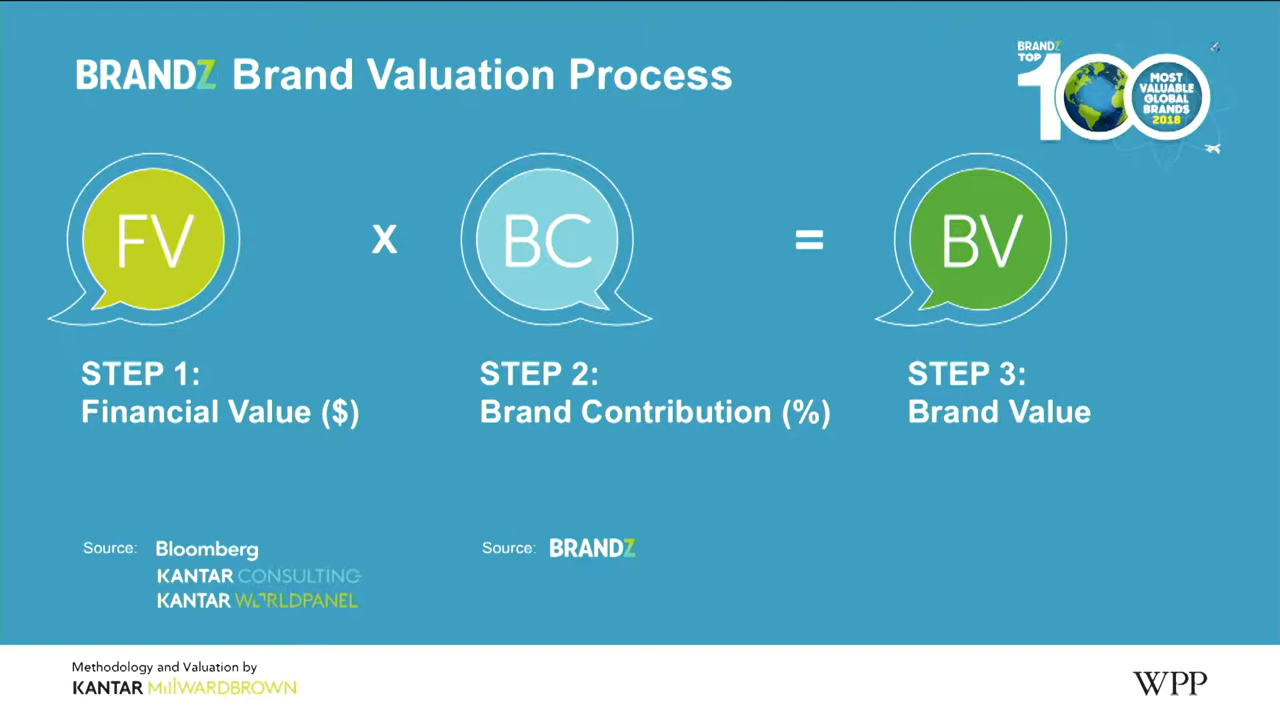 BRANDZ Brand Valuation Process
BRANDZ
TOP
100
MOST
VALUABLE
GLOBAL
BRANDS
2018
FV
x
BC
=
BV
STEP 1:
Financial Value ($)
STEP 2:
Brand Contribution (%)
STEP 3:
Brand Value
Source: Bloomberg
KANTAR CONSULTING
KANTAR WORLDPANEL
Source: BRANDZ
Methodology and Valuation by
KANTAR MillWARDBROWN
WPP